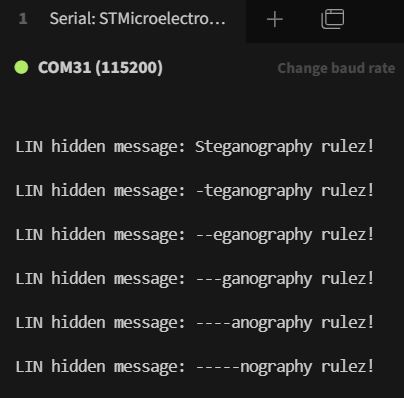 1 Serial: STMicroelectro...
COM31 (115200) Change baud rate
LIN hidden message: Steganography rulez!
LIN hidden message: -teganography rulez!
LIN hidden message: --eganography rulez!
LIN hidden message: ---ganography rulez!
LIN hidden message: ----anography rulez!
LIN hidden message: -----nography rulez!